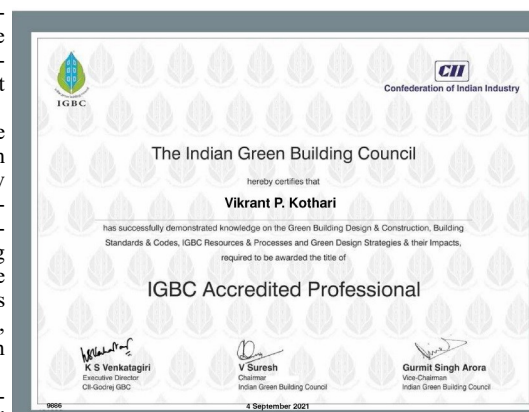 IGBC
CII
Confederation of Indian Industry
The Indian Green Building Council
hereby certifies that
Vikrant P. Kothari
has successfully demonstrated knowledge on the Green Building Design & Construction, Building
Standards & Codes, IGBC Resources & Processes and Green Design Strategies & their Impacts,
required to be awarded the title of
IGBC Accredited Professional
K S Venkatagiri
Executive Director
CII-Godrej GBC
V Suresh
Chairman
Indian Green Building Council
Gurmit Singh Arora
Vice-Chairman
Indian Green Building Council
9886
4 September 2021